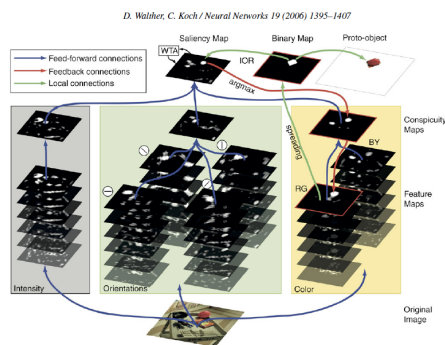 D. Walther, C. Koch / Neural Networks 19 (2006) 1395–1407
Saliency Map
Binary Map
Proto-object
Feed-forward connections
Feedback connections
Local connections
WTA
IOR
argmax
spreading
Conspicuity
Maps
BY
RG
Feature
Maps
Intensity
Orientations
Color
Original
Image